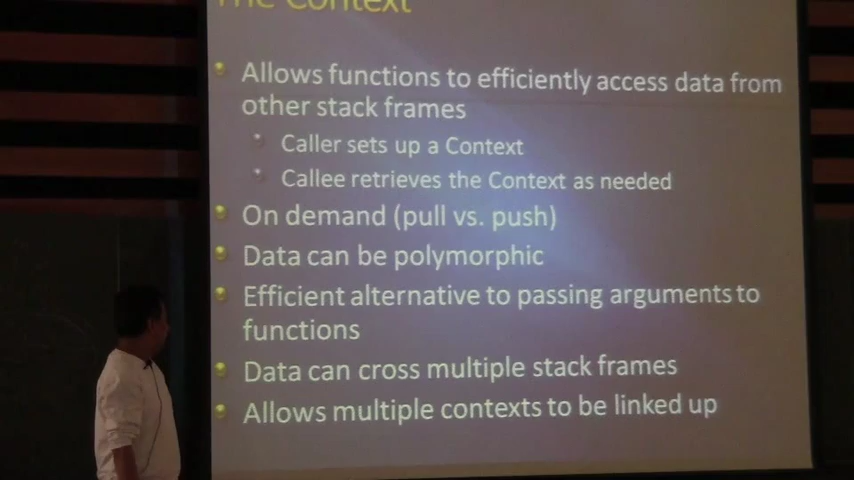 The Context
Allows functions to efficiently access data from
other stack frames
Caller sets up a Context
Callee retrieves the Context as needed
On demand (pull vs. push)
Data can be polymorphic
Efficient alternative to passing arguments to
functions
Data can cross multiple stack frames
Allows multiple contexts to be linked up